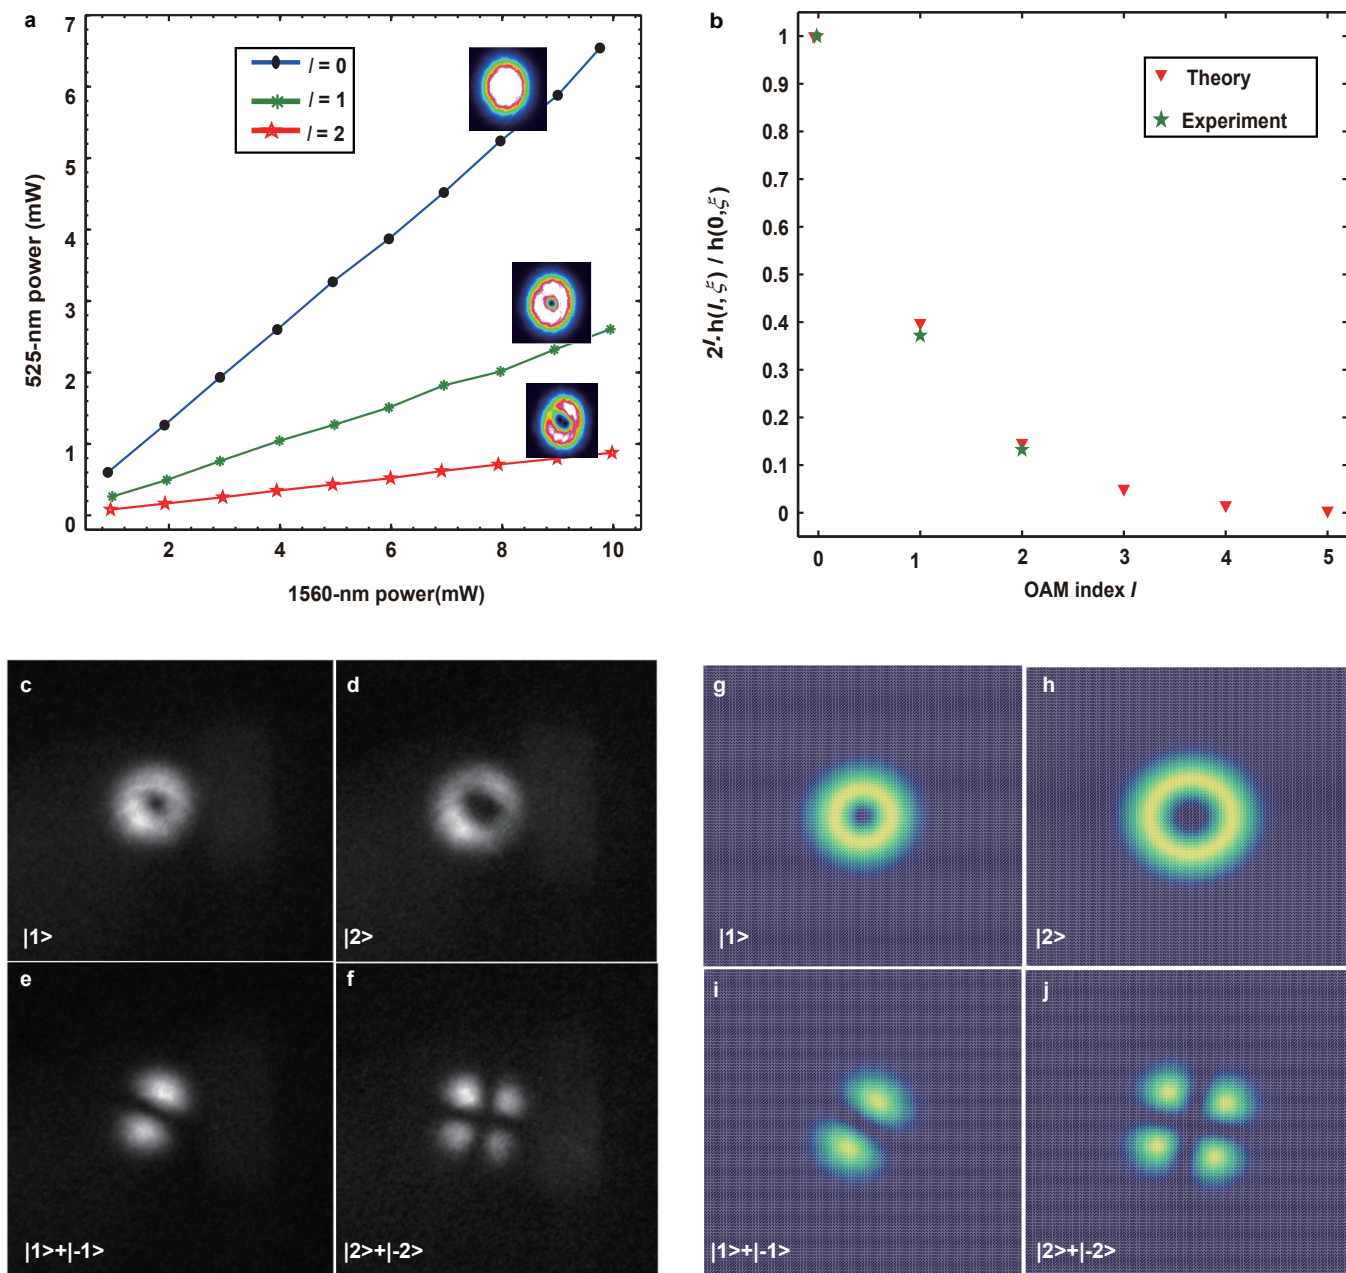 a
7
6
5
4
3
2
1
0
525-nm power (mW)
l = 0
l = 1
l = 2
2
4
6
8
10
1560-nm power(mW)
b
1
0.9
0.8
0.7
0.6
0.5
0.4
0.3
0.2
0.1
0
2^l·h(l,ξ) / h(0,ξ)
Theory
Experiment
0
1
2
3
4
5
OAM index l
c
|1>
d
|2>
g
|1>
h
|2>
e
|1>+|-1>
f
|2>+|-2>
i
|1>+|-1>
j
|2>+|-2>